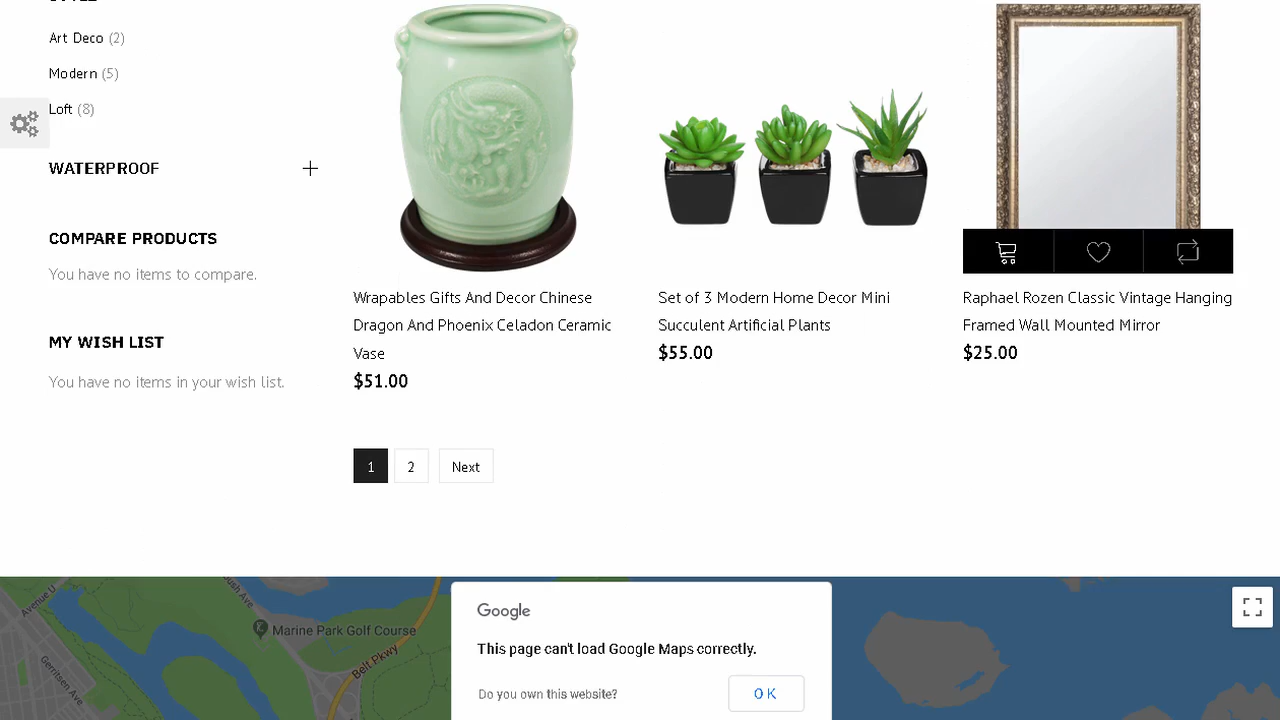 Art Deco (2)
Modern (5)
Loft (8)
WATERPROOF
COMPARE PRODUCTS
You have no items to compare.
MY WISH LIST
You have no items in your wish list.
Wrapables Gifts And Decor Chinese
Dragon And Phoenix Celadon Ceramic
Vase
$51.00
Set of 3 Modern Home Decor Mini
Succulent Artificial Plants
$55.00
Raphael Rozen Classic Vintage Hanging
Framed Wall Mounted Mirror
$25.00
1 2 Next
Avenue U
Gerritsen Ave
Marine Park Golf Course
Belt Pkwy
Google
This page can't load Google Maps correctly.
Do you own this website?
OK